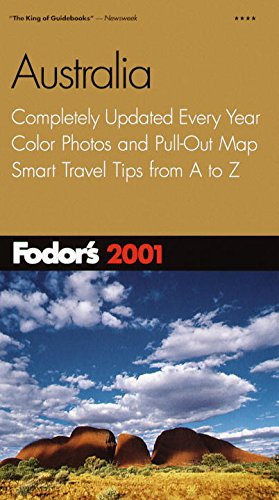 "The King of Guidebooks" — Newsweek
★★★★
Australia
Completely Updated Every Year
Color Photos and Pull-Out Map
Smart Travel Tips from A to Z
Fodor's 2001